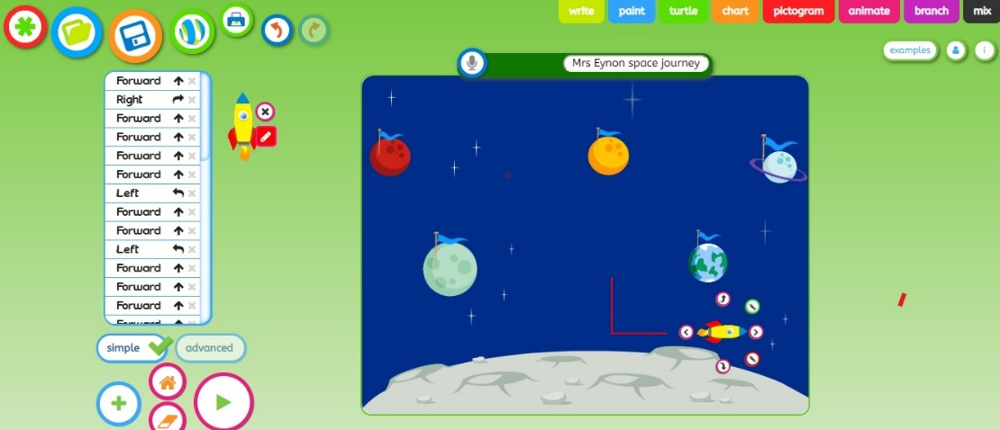 write paint turtle chart pictogram animate branch mix
examples i
Mrs Eynon space journey
Forward
Right
Forward
Forward
Forward
Forward
Left
Forward
Forward
Left
Forward
Forward
Forward
Forward
simple advanced